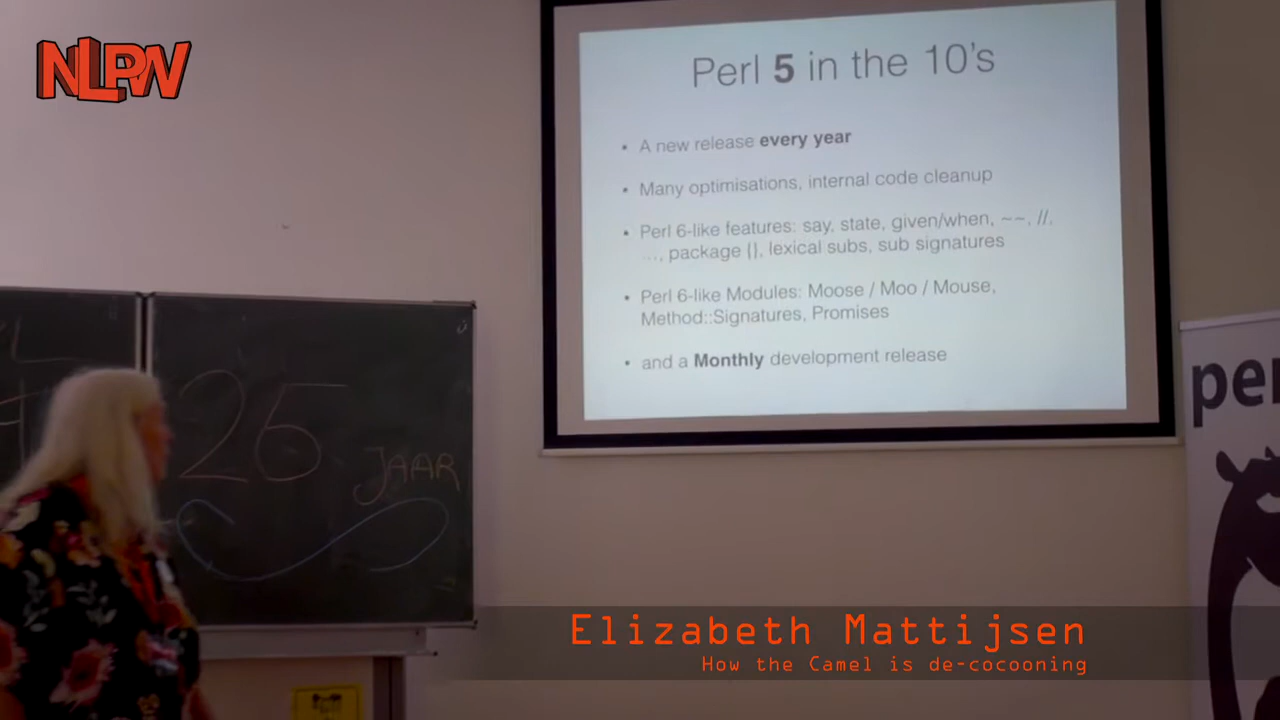 NLPW
Perl 5 in the 10's
• A new release every year
• Many optimisations, internal code cleanup
• Perl 6-like features: say, state, given/when, ~~, //,
..., package {}, lexical subs, sub signatures
• Perl 6-like Modules: Moose / Moo / Mouse,
Method::Signatures, Promises
• and a Monthly development release
26 JAAR
per
Elizabeth Mattijsen
How the Camel is de-cocooning